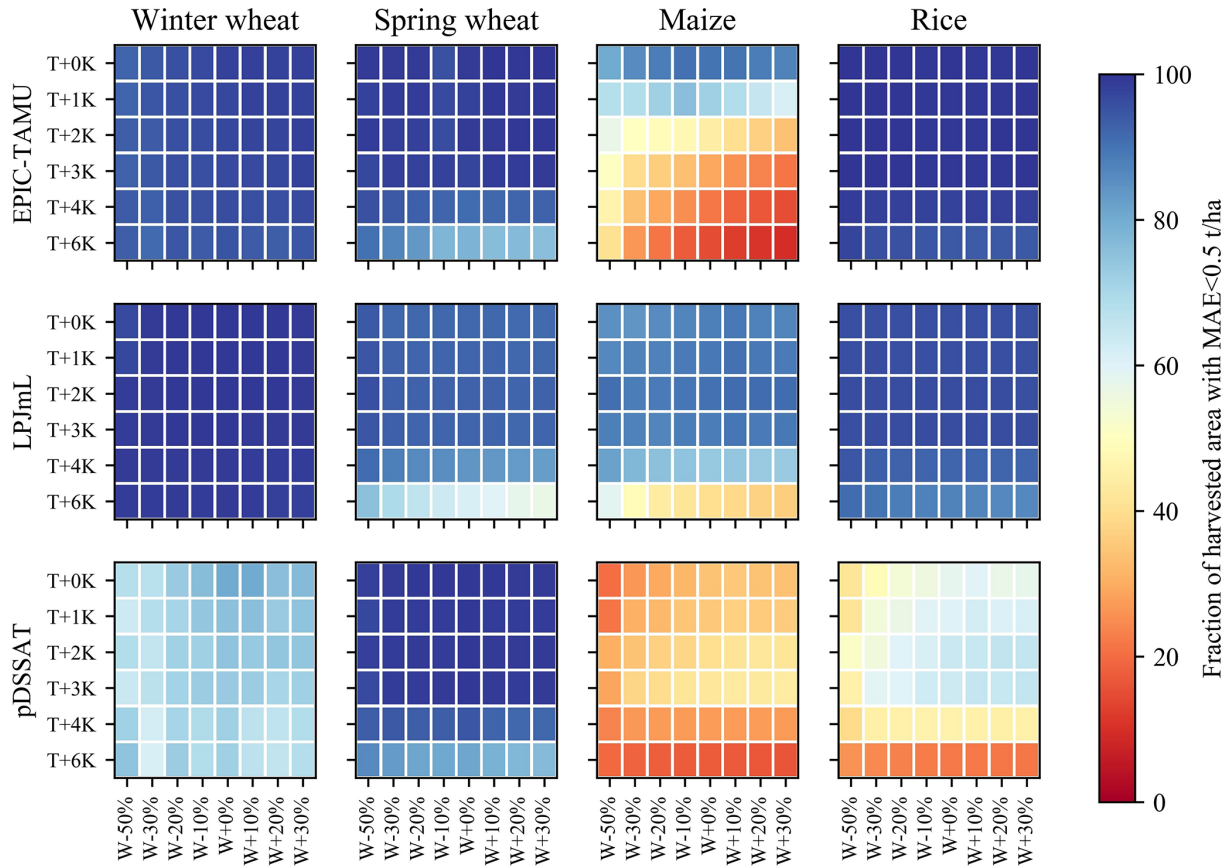 Winter wheat Spring wheat Maize Rice
EPIC-TAMU
T+0K
T+1K
T+2K
T+3K
T+4K
T+6K
LPJmL
T+0K
T+1K
T+2K
T+3K
T+4K
T+6K
pDSSAT
T+0K
T+1K
T+2K
T+3K
T+4K
T+6K
W-50% W-30% W-20% W-10% W+0% W+10% W+20% W+30%
W-50% W-30% W-20% W-10% W+0% W+10% W+20% W+30%
W-50% W-30% W-20% W-10% W+0% W+10% W+20% W+30%
W-50% W-30% W-20% W-10% W+0% W+10% W+20% W+30%
100
80
60
40
20
0
Fraction of harvested area with MAE<0.5 t/ha